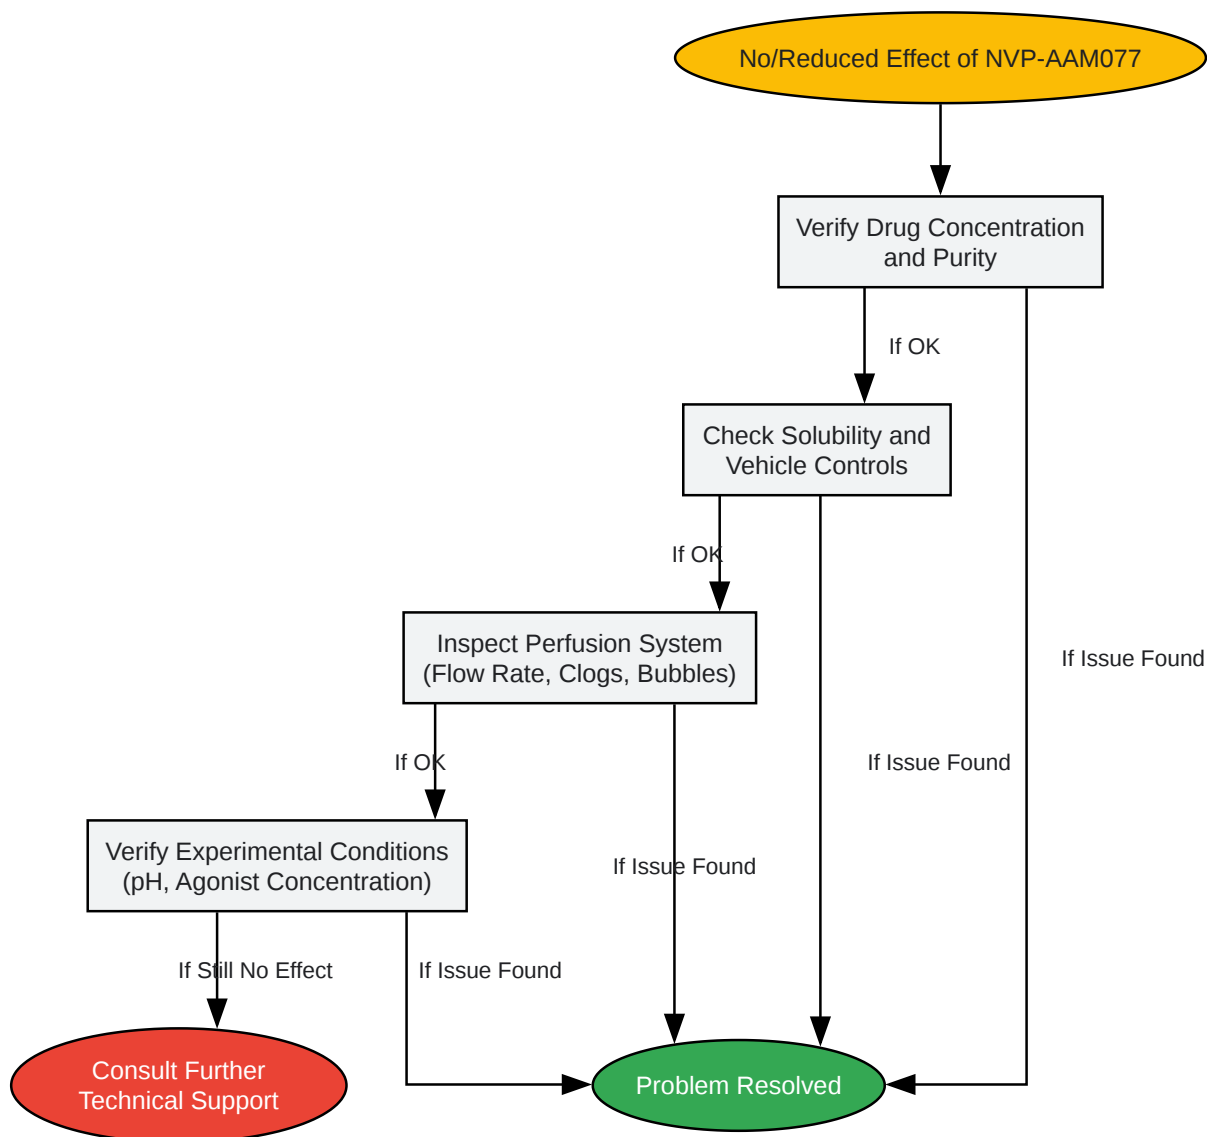 No/Reduced Effect of NVP-AAM077
Verify Drug Concentration
and Purity
If OK
Check Solubility and
Vehicle Controls
If OK
Inspect Perfusion System
(Flow Rate, Clogs, Bubbles)
If Issue Found
If OK
If Issue Found
Verify Experimental Conditions
(pH, Agonist Concentration)
If Issue Found
If Still No Effect
If Issue Found
Consult Further
Technical Support
Problem Resolved